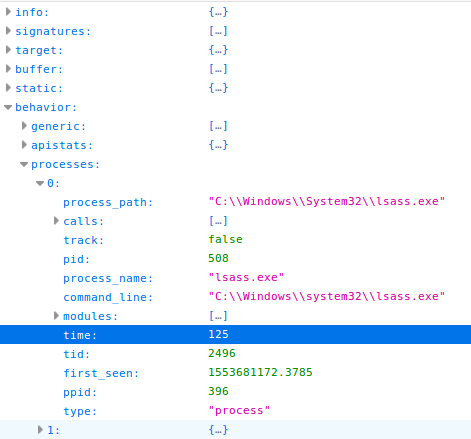 info: {…}
signatures: […]
target: {…}
buffer: […]
static: {…}
behavior:
generic: […]
apistats: {…}
processes:
0:
process_path: "C:\\Windows\\System32\\lsass.exe"
calls: […]
track: false
pid: 508
process_name: "lsass.exe"
command_line: "C:\\Windows\\system32\\lsass.exe"
modules: […]
time: 125
tid: 2496
first_seen: 1553681172.3785
ppid: 396
type: "process"
1: {…}